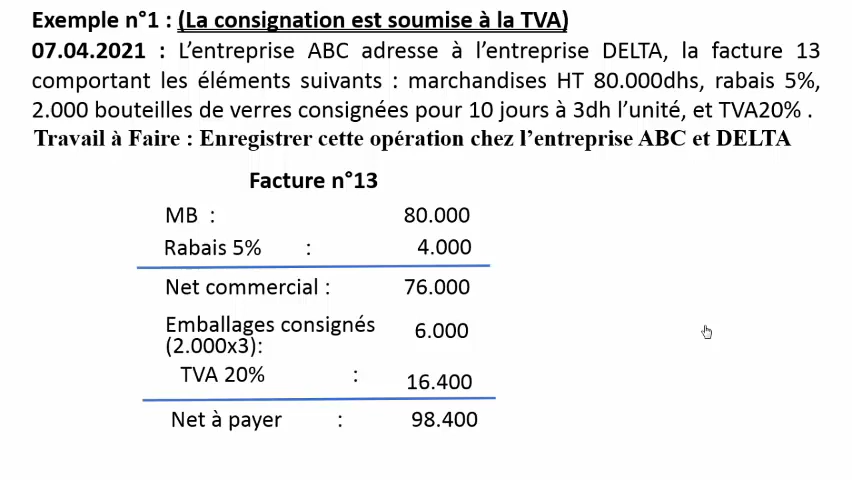 Exemple n°1 : (La consignation est soumise à la TVA)
07.04.2021 : L'entreprise ABC adresse à l'entreprise DELTA, la facture 13
comportant les éléments suivants : marchandises HT 80.000dhs, rabais 5%,
2.000 bouteilles de verres consignées pour 10 jours à 3dh l'unité, et TVA20% .
Travail à Faire : Enregistrer cette opération chez l'entreprise ABC et DELTA
Facture n°13
MB : 80.000
Rabais 5% : 4.000
Net commercial : 76.000
Emballages consignés
(2.000x3): 6.000
TVA 20% : 16.400
Net à payer : 98.400